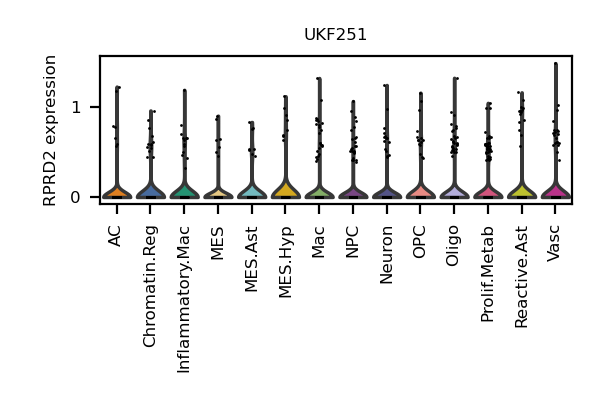 UKF251
RPRD2 expression
1
0
AC
Chromatin.Reg
Inflammatory.Mac
MES
MES.Ast
MES.Hyp
Mac
NPC
Neuron
OPC
Oligo
Prolif.Metab
Reactive.Ast
Vasc